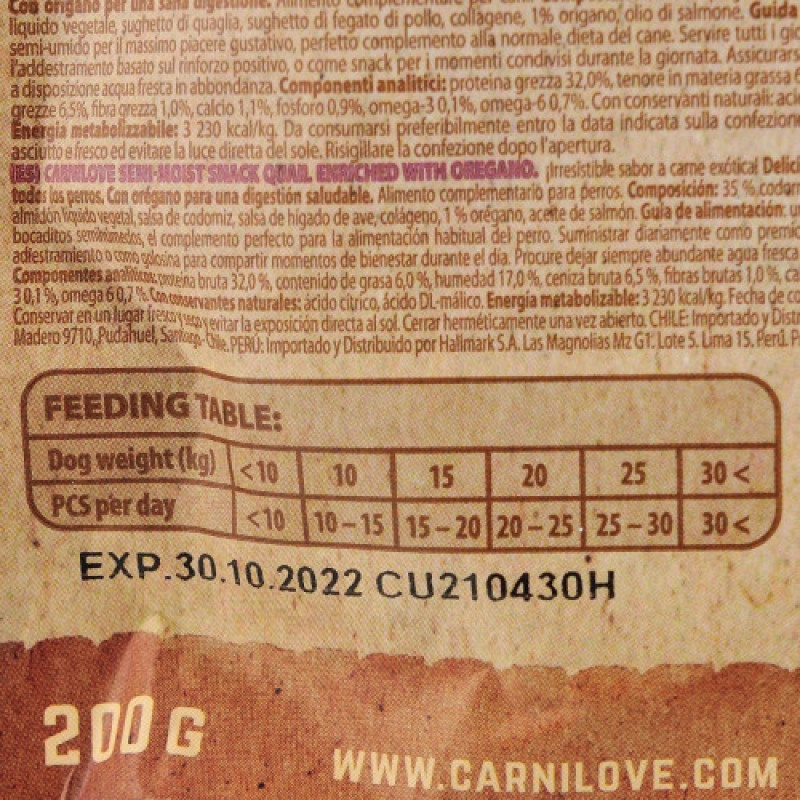 Con origano per una sana digestione. Alimento complementare per cani.
liquido vegetale, sughetto di quaglia, sughetto di fegato di pollo, collagene, 1% origano, olio di salmone. Guida
semi-umido per il massimo piacere gustativo, perfetto complemento alla normale dieta del cane. Servire tutti i gio
l'addestramento basato sul rinforzo positivo, o come snack per i momenti condivisi durante la giornata. Assicurars
a disposizione acqua fresca in abbondanza. Componenti analitici: proteina grezza 32,0%, tenore in materia grassa 6
grezze 6,5%, fibra grezza 1,0%, calcio 1,1%, fosforo 0,9%, omega-3 0,1%, omega-6 0,7%. Con conservanti naturali: aci
Energia metabolizzabile: 3 230 kcal/kg. Da consumarsi preferibilmente entro la data indicata sulla confezion
asciutto e fresco ed evitare la luce diretta del sole. Risigillare la confezione dopo l'apertura.
(ES) CARNILOVE SEMI-MOIST SNACK QUAIL ENRICHED WITH OREGANO. ¡Irresistible sabor a carne exótica! Delici
todos los perros. Con orégano para una digestión saludable. Alimento complementario para perros. Composición: 35 % codorn
almidón líquido vegetal, salsa de codorniz, salsa de hígado de ave, colágeno, 1 % orégano, aceite de salmón. Guía de alimentación: u
bocaditos semihúmedos, el complemento perfecto para la alimentación habitual del perro. Suministrar diariamente como premio
adiestramiento o como golosina para compartir momentos de bienestar durante el día. Procure dejar siempre abundante agua fresca
Componentes analíticos: proteína bruta 32,0 %, contenido de grasa 6,0 %, humedad 17,0 %, ceniza bruta 6,5 %, fibras brutas 1,0 %, ca
3 0,1 %, omega 6 0,7 %. Con conservantes naturales: ácido cítrico, ácido DL-málico. Energía metabolizable: 3 230 kcal/kg. Fecha de co
Conservar en un lugar fresco y seco y evitar la exposición directa al sol. Cerrar herméticamente una vez abierto. CHILE: Importado y Distr
Madero 9710, Pudahuel, Santiago- Chile. PERÚ: Importado y Distribuido por Hallmark S.A. Las Magnolias Mz G1. Lote 5. Lima 15, Perú. P
FEEDING TABLE:
Dog weight (kg) <10 10 15 20 25 30 <
PCS per day <10 10 – 15 15 – 20 20 – 25 25 – 30 30 <
EXP.30.10.2022 CU210430H
200 G
WWW.CARNILOVE.COM